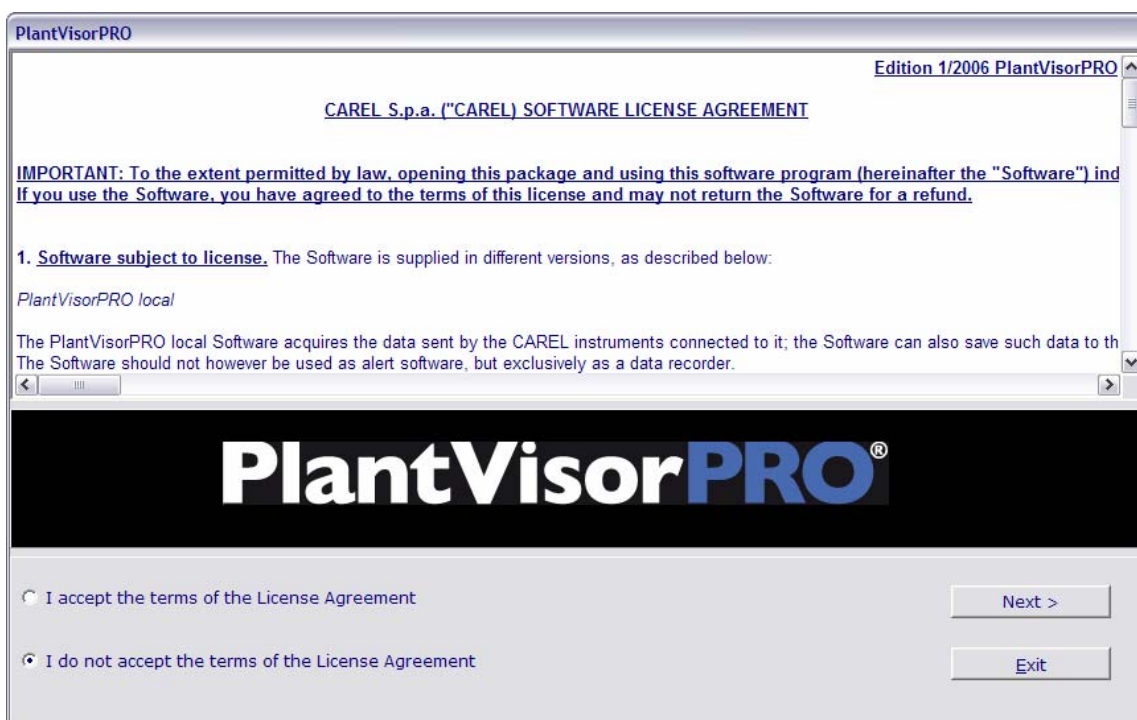 PlantVisorPRO
Edition 1/2006 PlantVisorPRO
CAREL S.p.a. ("CAREL) SOFTWARE LICENSE AGREEMENT
IMPORTANT: To the extent permitted by law, opening this package and using this software program (hereinafter the "Software") ind
If you use the Software, you have agreed to the terms of this license and may not return the Software for a refund.
1. Software subject to license. The Software is supplied in different versions, as described below:
PlantVisorPRO local
The PlantVisorPRO local Software acquires the data sent by the CAREL instruments connected to it; the Software can also save such data to th
The Software should not however be used as alert software, but exclusively as a data recorder.
PlantVisorPRO®
I accept the terms of the License Agreement
Next >
I do not accept the terms of the License Agreement
Exit